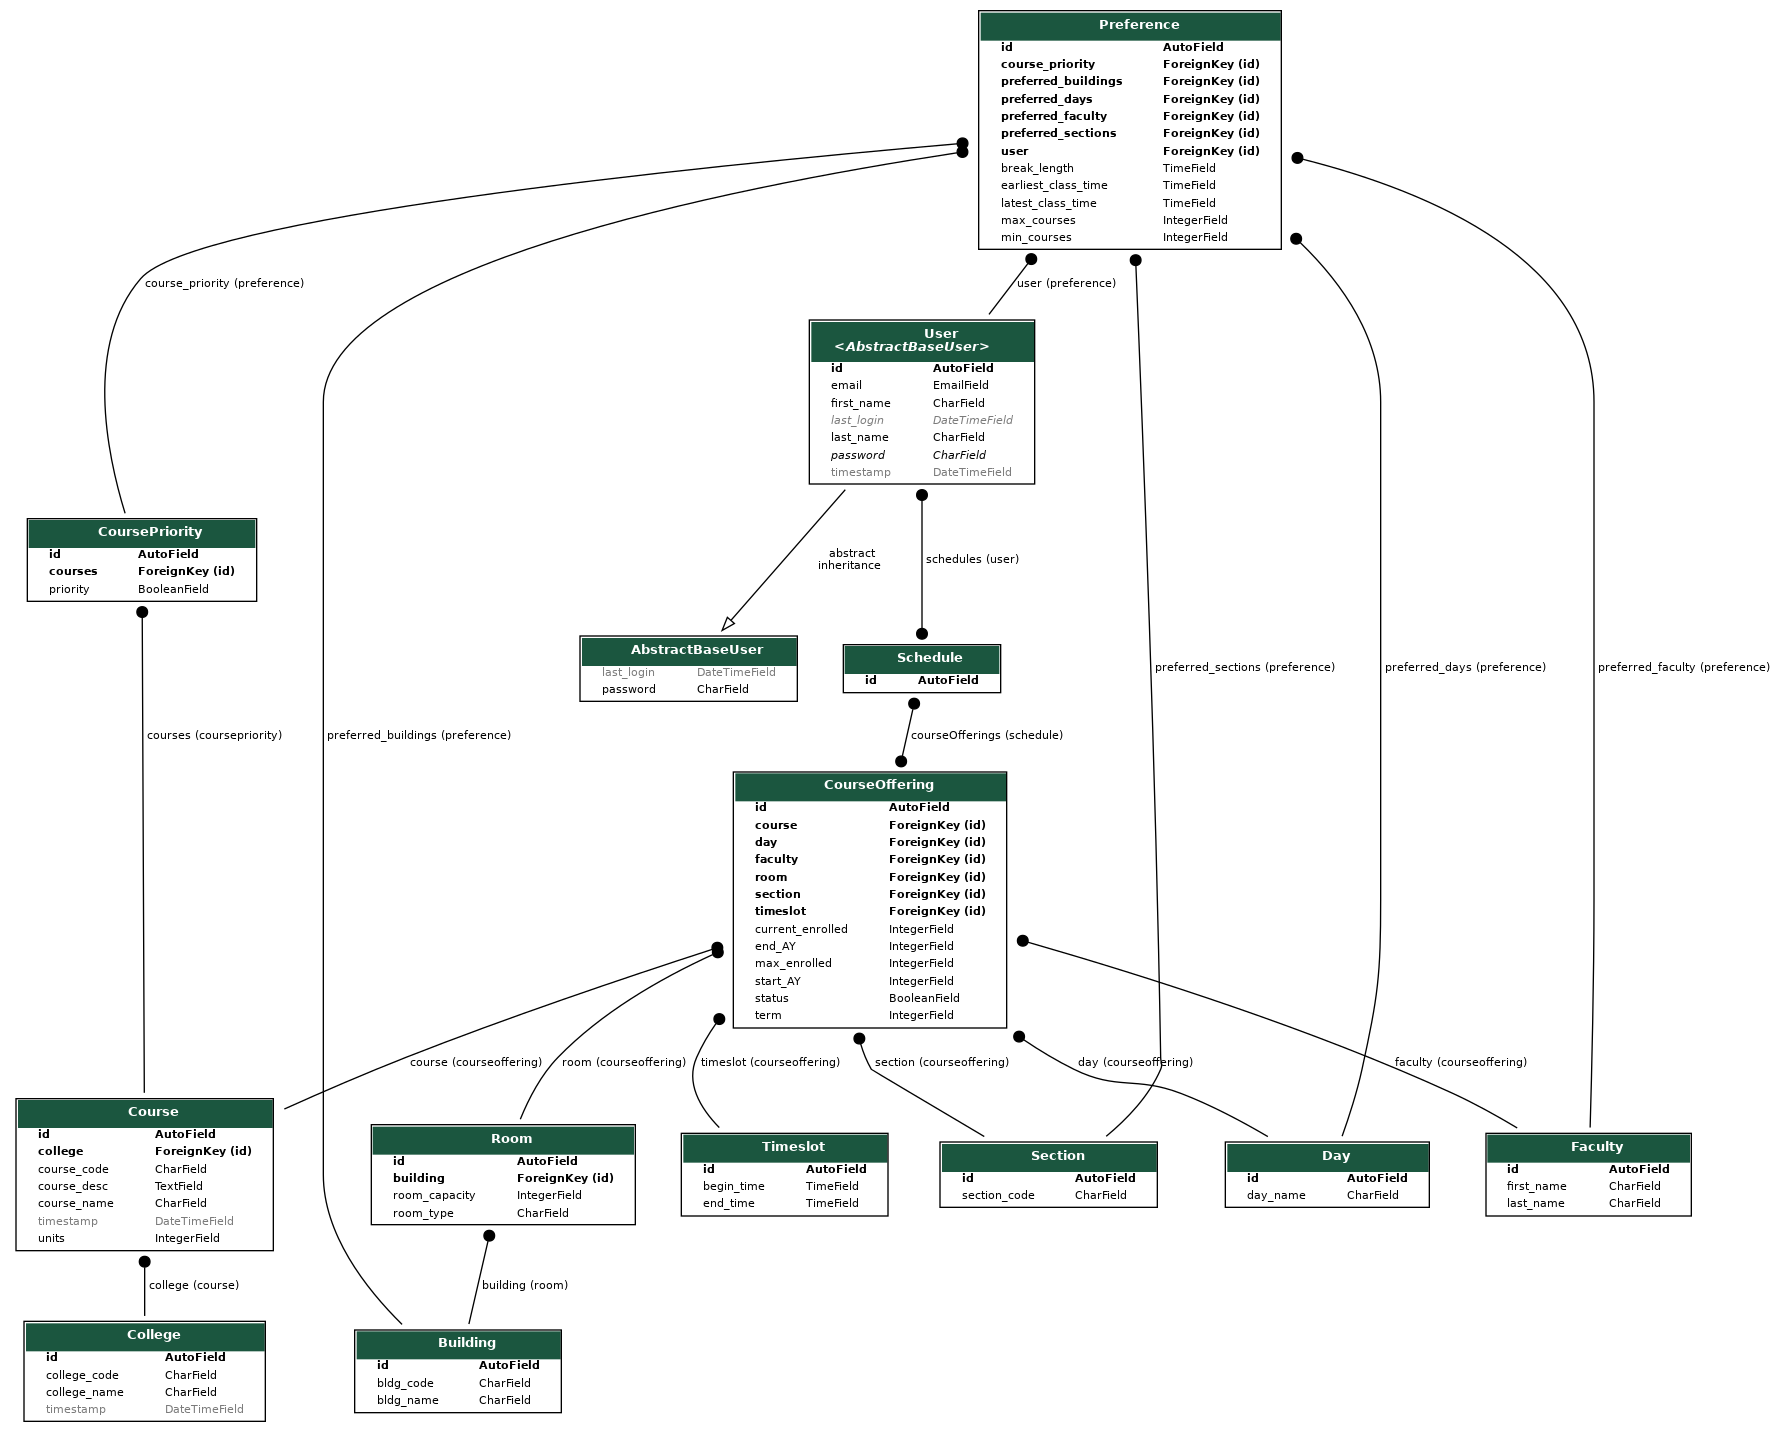 Preference
id AutoField
course_priority ForeignKey (id)
preferred_buildings ForeignKey (id)
preferred_days ForeignKey (id)
preferred_faculty ForeignKey (id)
preferred_sections ForeignKey (id)
user ForeignKey (id)
break_length TimeField
earliest_class_time TimeField
latest_class_time TimeField
max_courses IntegerField
min_courses IntegerField
course_priority (preference)
user (preference)
User
<AbstractBaseUser>
id AutoField
email EmailField
first_name CharField
last_login DateTimeField
last_name CharField
password CharField
timestamp DateTimeField
CoursePriority
id AutoField
courses ForeignKey (id)
priority BooleanField
abstract
inheritance
schedules (user)
AbstractBaseUser
last_login DateTimeField
password CharField
Schedule
id AutoField
preferred_sections (preference)
preferred_days (preference)
preferred_faculty (preference)
courses (coursepriority)
preferred_buildings (preference)
courseOfferings (schedule)
CourseOffering
id AutoField
course ForeignKey (id)
day ForeignKey (id)
faculty ForeignKey (id)
room ForeignKey (id)
section ForeignKey (id)
timeslot ForeignKey (id)
current_enrolled IntegerField
end_AY IntegerField
max_enrolled IntegerField
start_AY IntegerField
status BooleanField
term IntegerField
course (courseoffering)
room (courseoffering)
timeslot (courseoffering)
section (courseoffering)
day (courseoffering)
faculty (courseoffering)
Course
id AutoField
college ForeignKey (id)
course_code CharField
course_desc TextField
course_name CharField
timestamp DateTimeField
units IntegerField
Room
id AutoField
building ForeignKey (id)
room_capacity IntegerField
room_type CharField
Timeslot
id AutoField
begin_time TimeField
end_time TimeField
Section
id AutoField
section_code CharField
Day
id AutoField
day_name CharField
Faculty
id AutoField
first_name CharField
last_name CharField
college (course)
building (room)
College
id AutoField
college_code CharField
college_name CharField
timestamp DateTimeField
Building
id AutoField
bldg_code CharField
bldg_name CharField